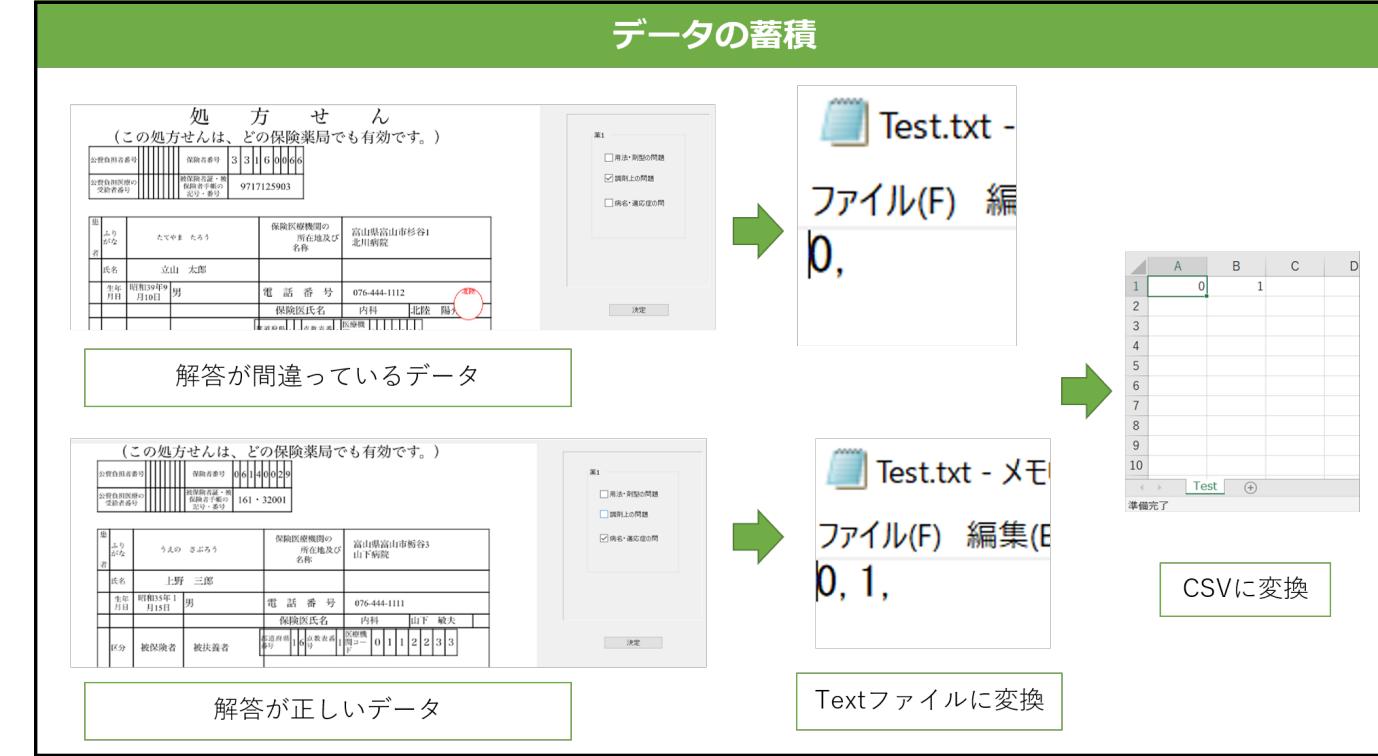 データの蓄積
処 方 せ ん
(この処方せんは、どの保険薬局でも有効です。)
公費負担者番号 保険者番号 3 3 1 6 0 0 6 6
公費負担医療の受給者番号 被保険者証・被保険者手帳の記号・番号 9717125903
患者 ふりがな たてやま たろう 保険医療機関の所在地及び名称 富山県富山市杉谷1 北川病院
氏名 立山 太郎
生年月日 昭和39年9月10日 男 電 話 番 号 076-444-1112
保険医氏名 内科 北陸 陽
薬1
用法・剤型の問題
調剤上の問題
病名・適応症の問
決定
解答が間違っているデータ
Test.txt -
ファイル(F) 編
0,
(この処方せんは、どの保険薬局でも有効です。)
公費負担者番号 保険者番号 0 6 1 4 0 0 2 9
公費負担医療の受給者番号 被保険者証・被保険者手帳の記号・番号 161・32001
患者 ふりがな うえの さぶろう 保険医療機関の所在地及び名称 富山県富山市栃谷3 山下病院
氏名 上野 三郎
生年月日 昭和35年1月15日 男 電 話 番 号 076-444-1111
保険医氏名 内科 山下 敏夫
区分 被保険者 被扶養者 都道府県番号 1 6 点数表番号 1 医療機関コード 0 1 1 2 2 3 3
薬1
用法・剤型の問題
調剤上の問題
病名・適応症の問
決定
解答が正しいデータ
Test.txt - メモ
ファイル(F) 編集(E
0, 1,
Textファイルに変換
A B C D
1 0 1
2
3
4
5
6
7
8
9
10
Test
準備完了
CSVに変換